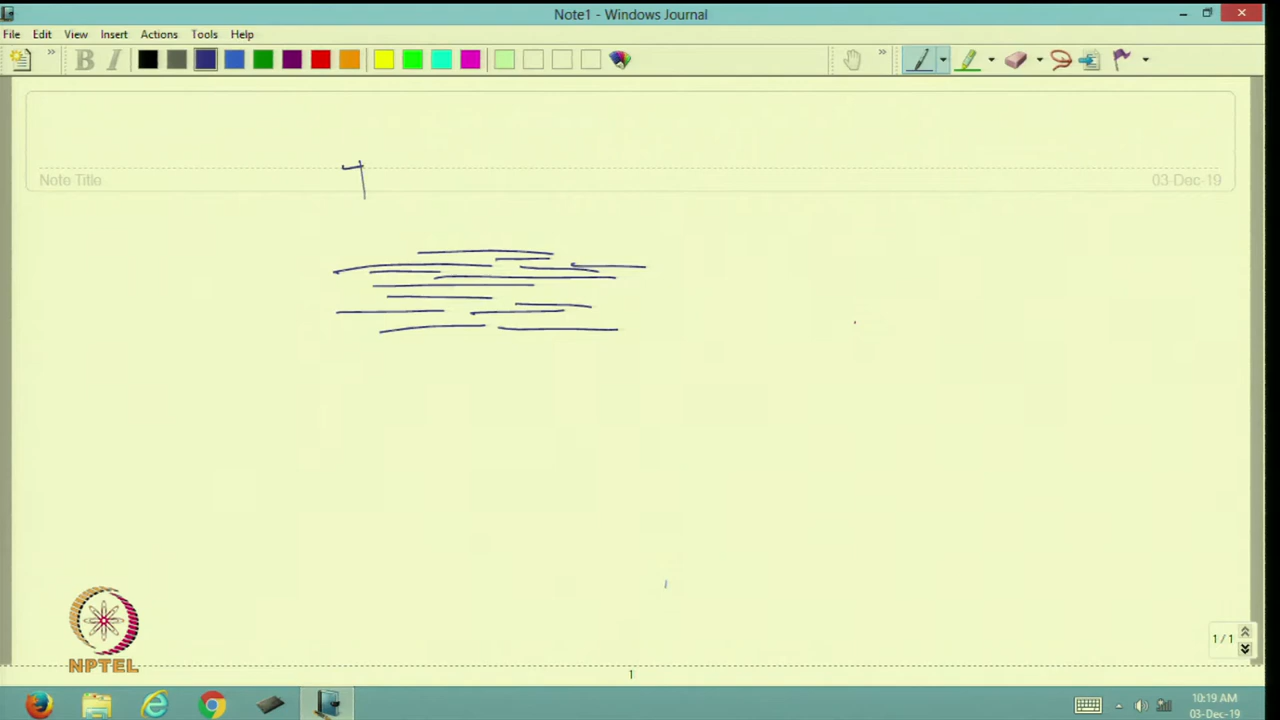 Note1 - Windows Journal
File Edit View Insert Actions Tools Help
B I
Note Title
03-Dec-19
1 / 1
NPTEL
1
10:19 AM
03-Dec-19